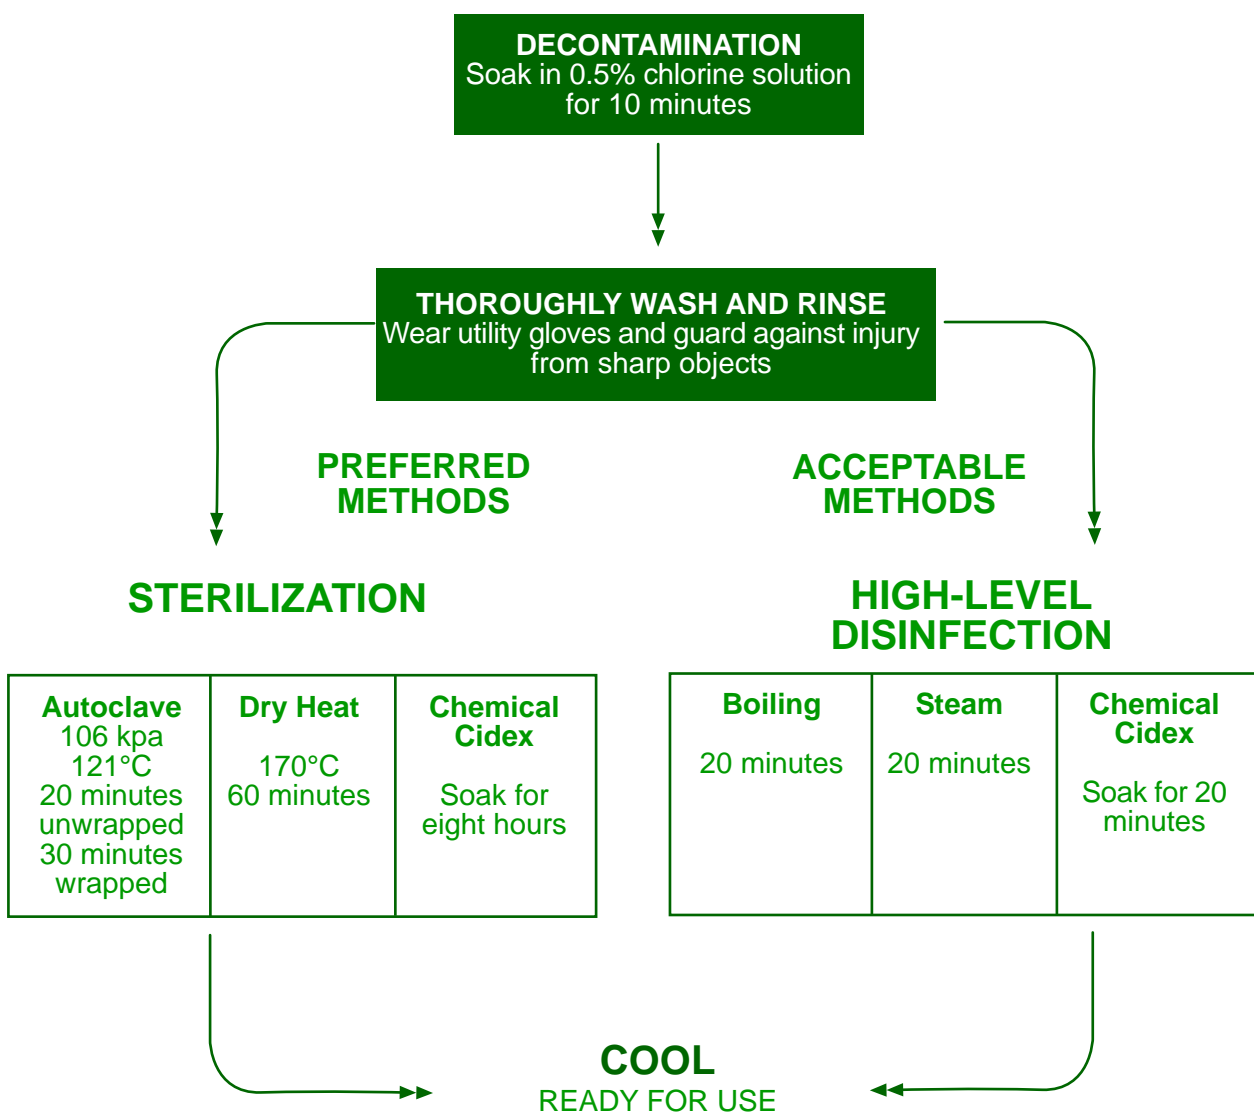 DECONTAMINATION
Soak in 0.5% chlorine solution
for 10 minutes
THOROUGHLY WASH AND RINSE
Wear utility gloves and guard against injury
from sharp objects
PREFERRED
METHODS
ACCEPTABLE
METHODS
STERILIZATION
HIGH-LEVEL
DISINFECTION
Autoclave
106 kpa
121°C
20 minutes
unwrapped
30 minutes
wrapped
Dry Heat
170°C
60 minutes
Chemical
Cidex
Soak for
eight hours
Boiling
20 minutes
Steam
20 minutes
Chemical
Cidex
Soak for 20
minutes
COOL
READY FOR USE